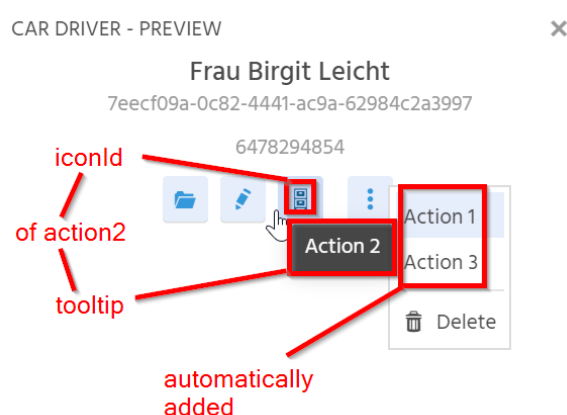 CAR DRIVER - PREVIEW
Frau Birgit Leicht
7eecf09a-0c82-4441-ac9a-62984c2a3997
6478294854
iconId
of action2
tooltip
Action 2
Action 1
Action 3
Delete
automatically
added